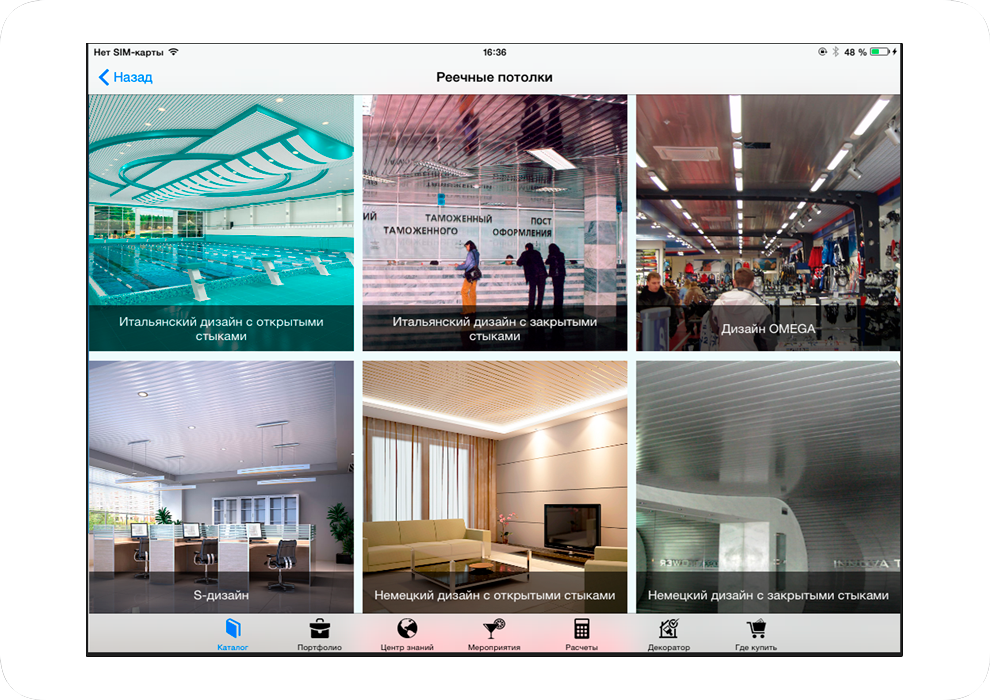 Нет SIM-карты
16:36
48 %
Назад
Реечные потолки
ИЙ ТАМОЖЕННЫЙ ПОСТ
ТАМОЖЕННОГО ОФОРМЛЕНИЯ
Итальянский дизайн с открытыми
стыками
Итальянский дизайн с закрытыми
стыками
Дизайн OMEGA
S-дизайн
Немецкий дизайн с открытыми стыками
Немецкий дизайн с закрытыми стыками
Каталог
Портфолио
Центр знаний
Мероприятия
Расчеты
Декоратор
Где купить